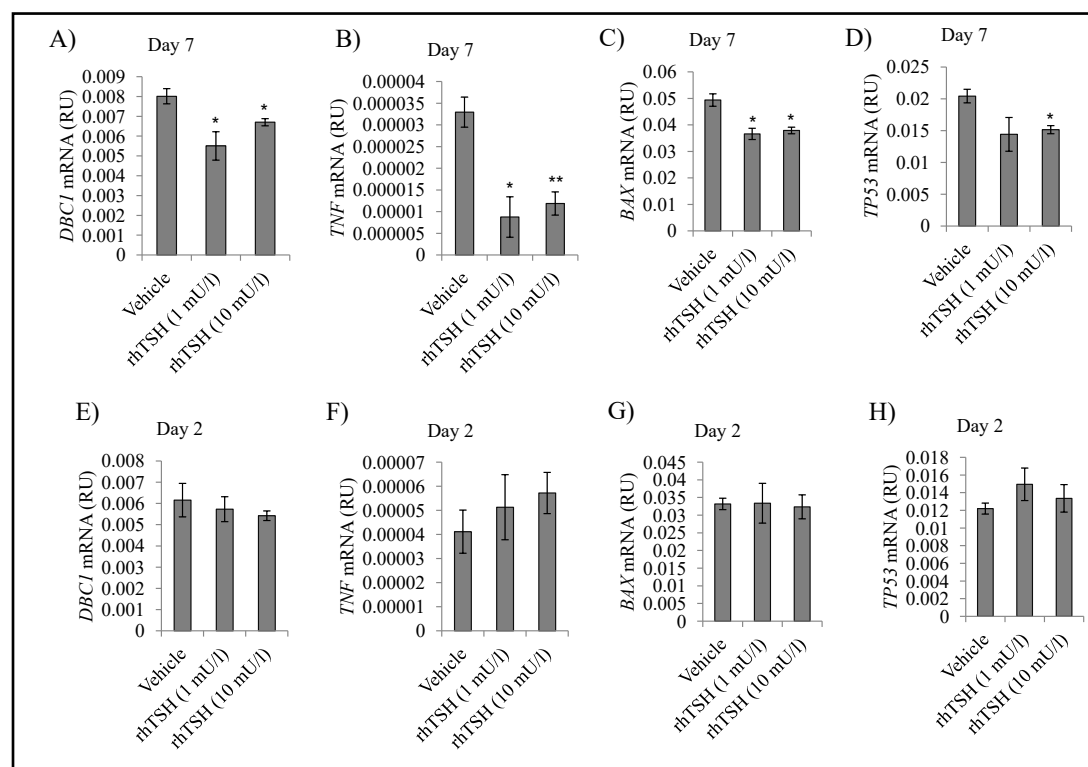 A)
Day 7
DBC1 mRNA (RU)
0.009
0.008
0.007
0.006
0.005
0.004
0.003
0.002
0.001
0
*
*
Vehicle
rhTSH (1 mU/l)
rhTSH (10 mU/l)
B)
Day 7
TNF mRNA (RU)
0.00004
0.000035
0.00003
0.000025
0.00002
0.000015
0.00001
0.000005
0
*
**
Vehicle
rhTSH (1 mU/l)
rhTSH (10 mU/l)
C)
Day 7
BAX mRNA (RU)
0.06
0.05
0.04
0.03
0.02
0.01
0
*
*
Vehicle
rhTSH (1 mU/l)
rhTSH (10 mU/l)
D)
Day 7
TP53 mRNA (RU)
0.025
0.02
0.015
0.01
0.005
0
*
Vehicle
rhTSH (1 mU/l)
rhTSH (10 mU/l)
E)
Day 2
DBC1 mRNA (RU)
0.008
0.007
0.006
0.005
0.004
0.003
0.002
0.001
0
Vehicle
rhTSH (1 mU/l)
rhTSH (10 mU/l)
F)
Day 2
TNF mRNA (RU)
0.00007
0.00006
0.00005
0.00004
0.00003
0.00002
0.00001
0
Vehicle
rhTSH (1 mU/l)
rhTSH (10 mU/l)
G)
Day 2
BAX mRNA (RU)
0.045
0.04
0.035
0.03
0.025
0.02
0.015
0.01
0.005
0
Vehicle
rhTSH (1 mU/l)
rhTSH (10 mU/l)
H)
Day 2
TP53 mRNA (RU)
0.018
0.016
0.014
0.012
0.01
0.008
0.006
0.004
0.002
0
Vehicle
rhTSH (1 mU/l)
rhTSH (10 mU/l)